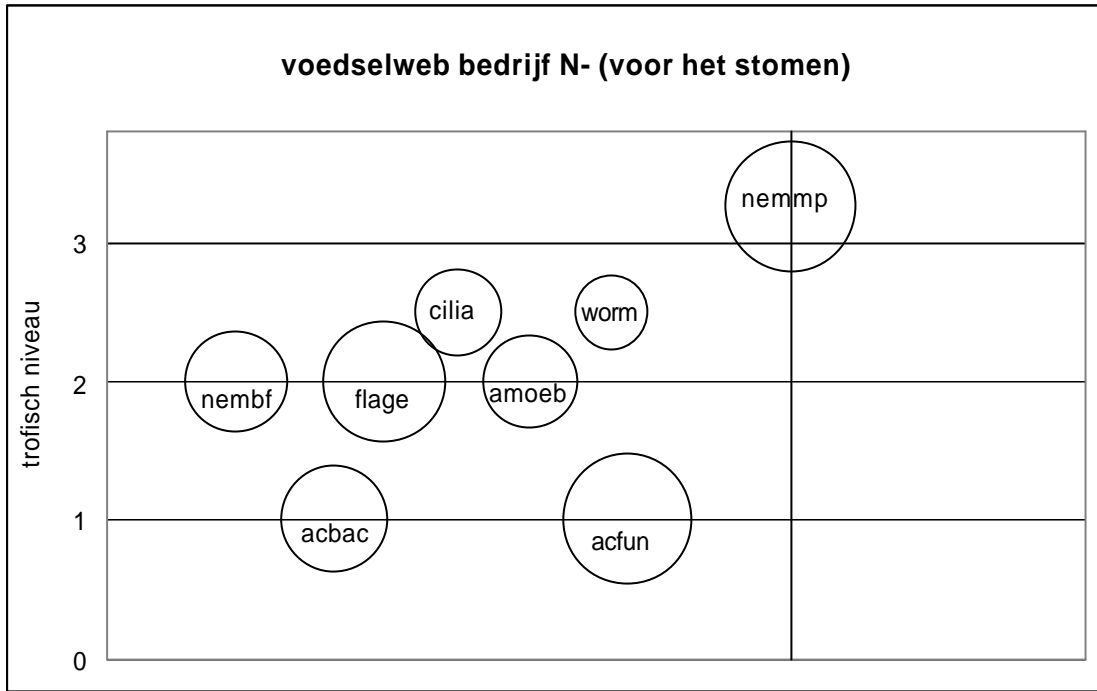 voedselweb bedrijf N- (voor het stomen)
trofisch niveau
3
2
1
0
nemmp
cilia
worm
nembf
flage
amoeb
acbac
acfun